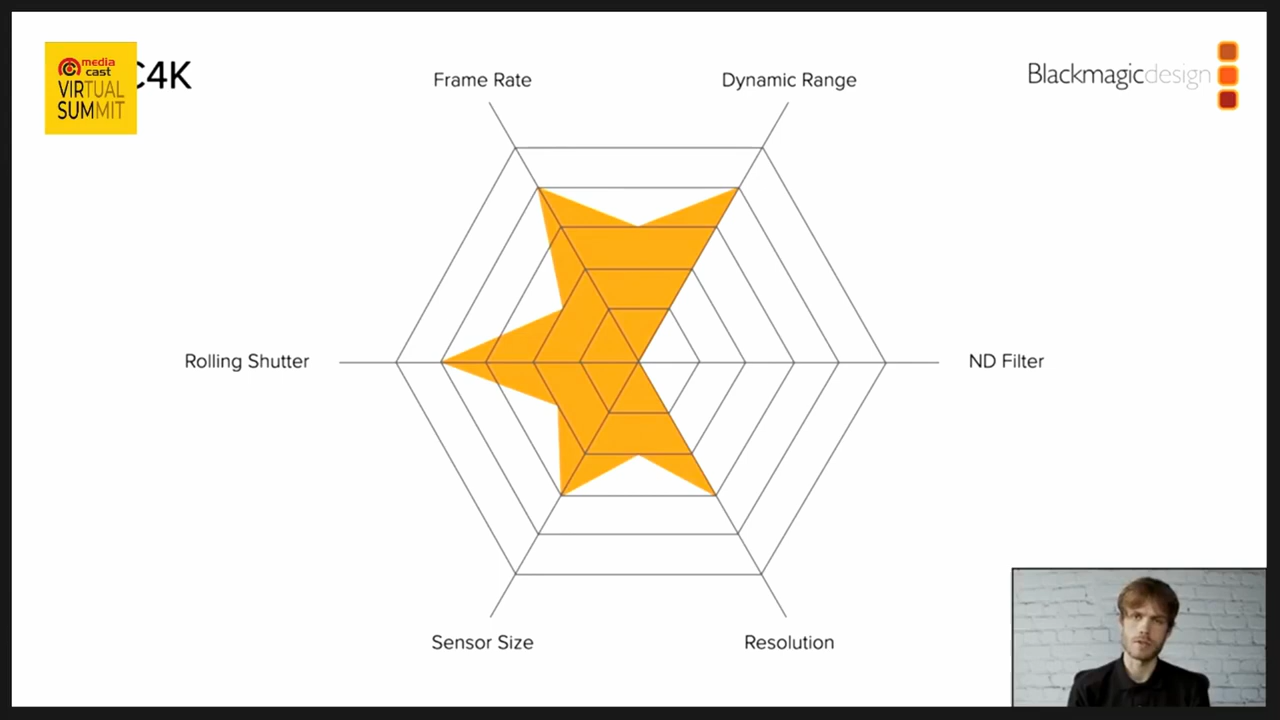 media
cast
VIRTUAL
SUMMIT
C4K
Blackmagicdesign
Frame Rate
Dynamic Range
Rolling Shutter
ND Filter
Sensor Size
Resolution